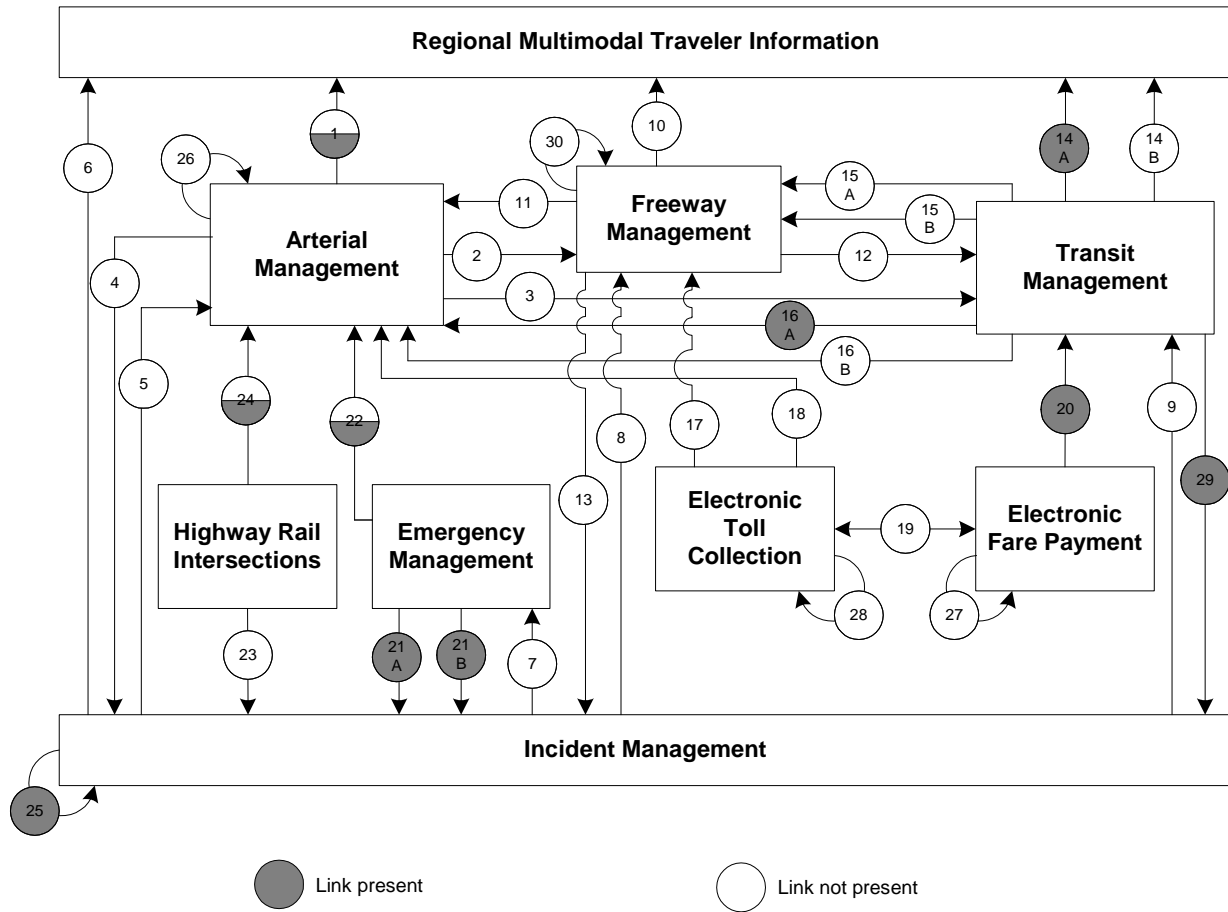 Regional Multimodal Traveler Information
6
26
1
30
10
14
A
14
B
15
A
11
15
B
Arterial
Management
Freeway
Management
Transit
Management
4
2
12
3
16
A
16
B
5
24
22
8
17
18
20
9
13
29
Highway Rail
Intersections
Emergency
Management
Electronic
Toll
Collection
19
Electronic
Fare Payment
28
27
23
21
A
21
B
7
Incident Management
25
Link present
Link not present